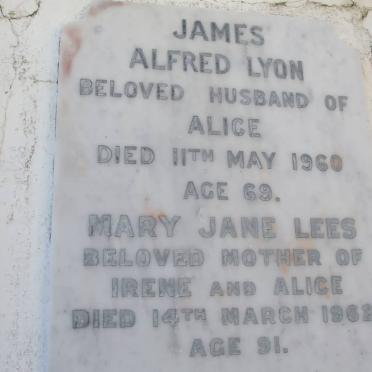 JAMES
ALFRED LYON
BELOVED HUSBAND OF
ALICE
DIED 11TH MAY 1960
AGE 69.
MARY JANE LEES
BELOVED MOTHER OF
IRENE AND ALICE
DIED 14TH MARCH 1962
AGE 91.